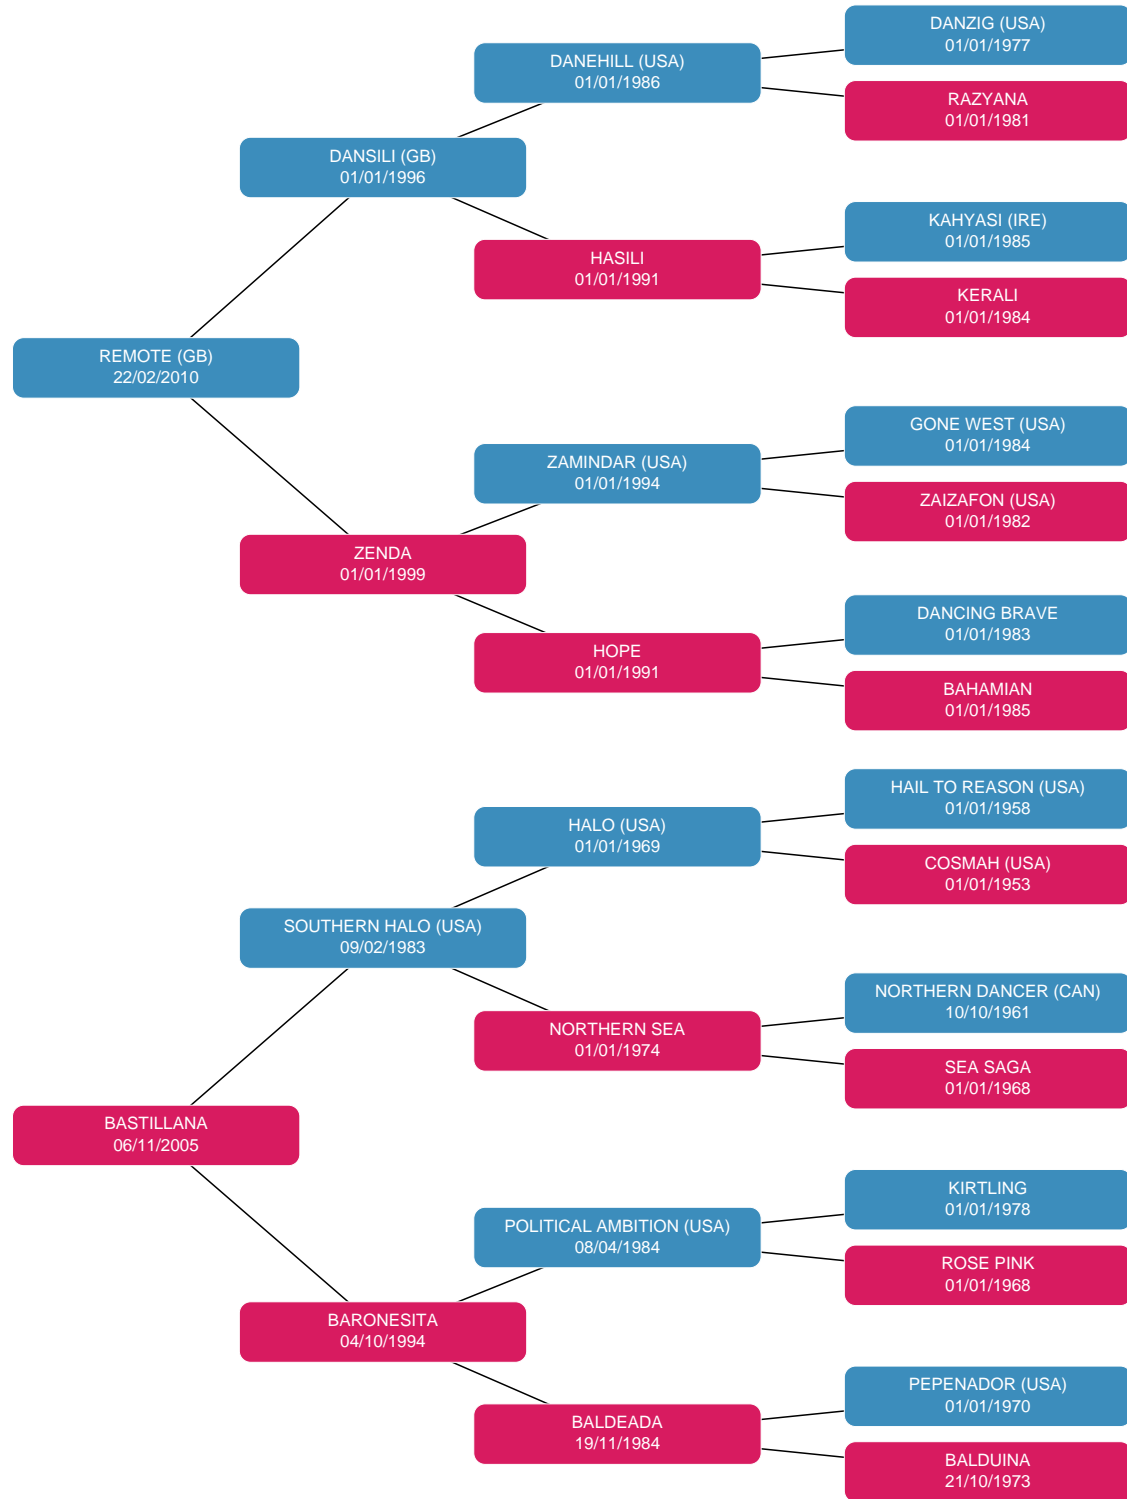 DANZIG (USA)
01/01/1977
DANEHILL (USA)
01/01/1986
RAZYANA
01/01/1981
DANSILI (GB)
01/01/1996
KAHYASI (IRE)
01/01/1985
HASILI
01/01/1991
KERALI
01/01/1984
REMOTE (GB)
22/02/2010
GONE WEST (USA)
01/01/1984
ZAMINDAR (USA)
01/01/1994
ZAIZAFON (USA)
01/01/1982
ZENDA
01/01/1999
DANCING BRAVE
01/01/1983
HOPE
01/01/1991
BAHAMIAN
01/01/1985
HAIL TO REASON (USA)
01/01/1958
HALO (USA)
01/01/1969
COSMAH (USA)
01/01/1953
SOUTHERN HALO (USA)
09/02/1983
NORTHERN DANCER (CAN)
10/10/1961
NORTHERN SEA
01/01/1974
SEA SAGA
01/01/1968
BASTILLANA
06/11/2005
KIRTLING
01/01/1978
POLITICAL AMBITION (USA)
08/04/1984
ROSE PINK
01/01/1968
BARONESITA
04/10/1994
PEPENADOR (USA)
01/01/1970
BALDEADA
19/11/1984
BALDUINA
21/10/1973